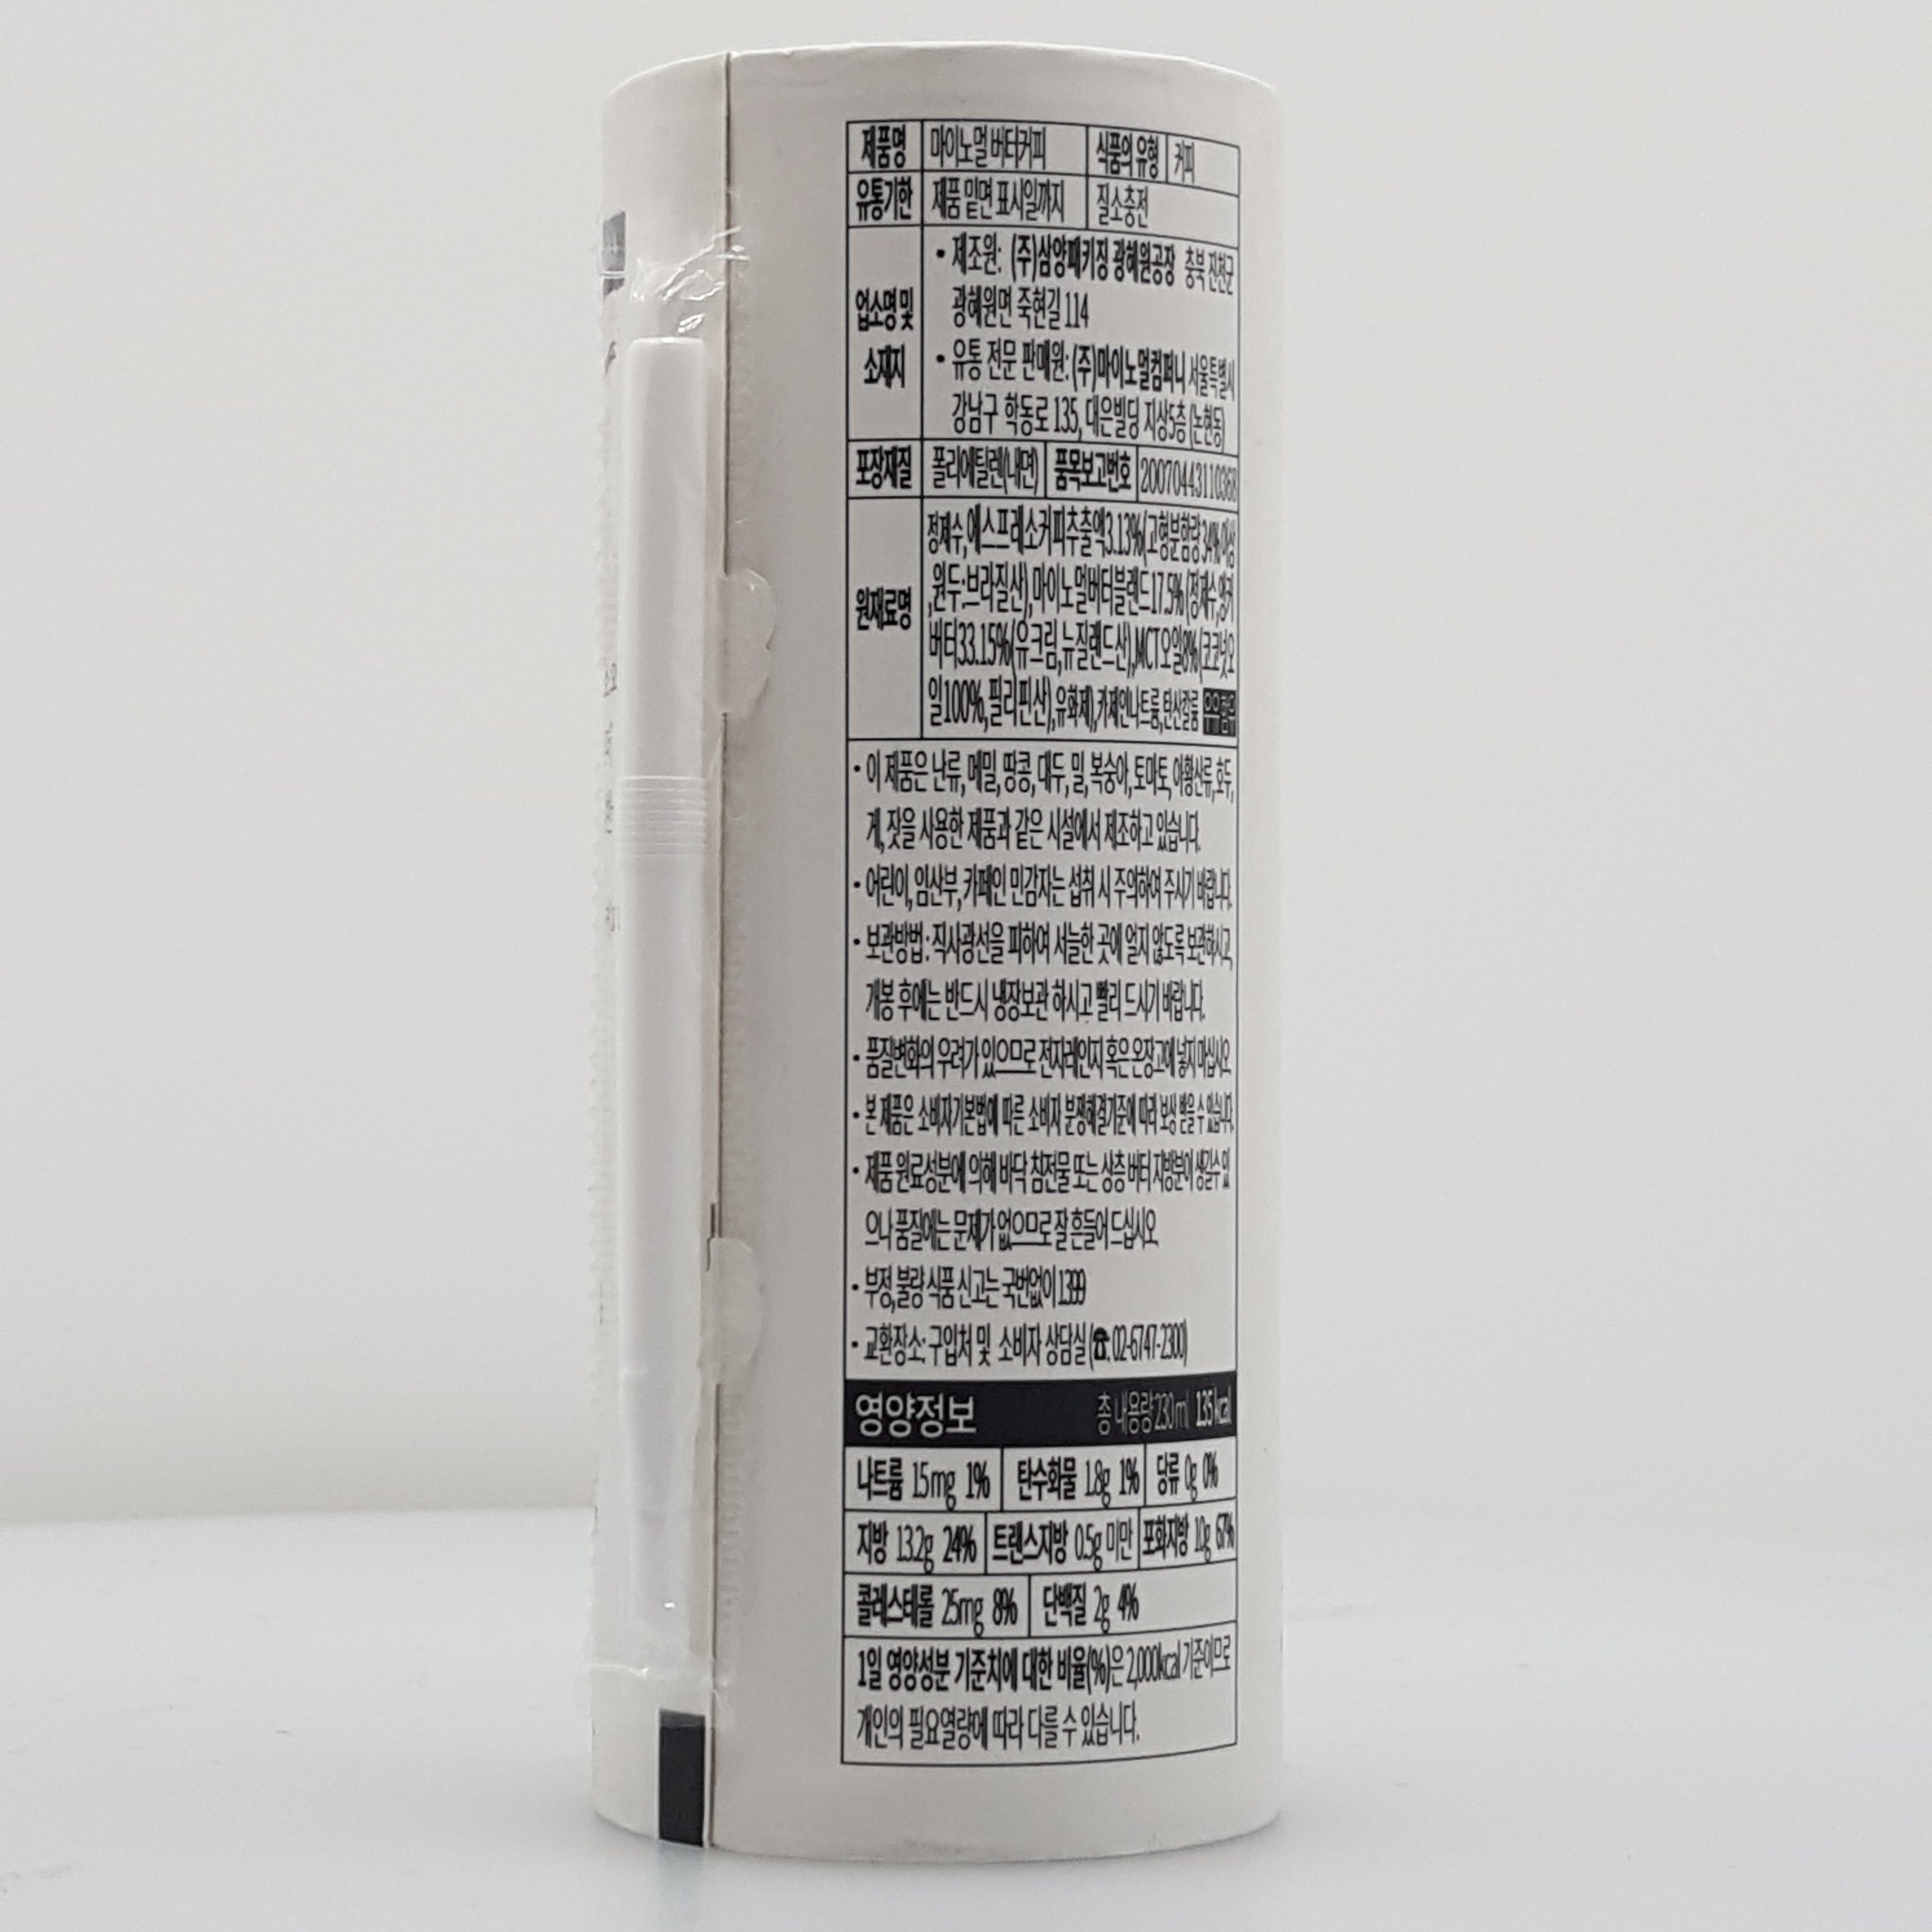 제품명 마이노멀 버터커피 식품의 유형 커피
유통기한 제품 밑면 표시일까지 질소충전
업소명 및 소재지
• 제조원: (주)삼양패키징 광혜원공장 충북 진천군
광혜원면 죽현길 114
• 유통 전문 판매원: (주)마이노멀컴퍼니 서울특별시
강남구 학동로 135, 대은빌딩 지상5층 (논현동)
포장재질 폴리에틸렌(내면) 품목보고번호 20070443110368
원재료명
정제수,에스프레소커피추출액3.13%(고형분함량34%이상
,원두:브라질산),마이노멀버터블렌드17.5%(정제수,앵커
버터33.15%(유크림,뉴질랜드산),MCT오일8%(코코넛오
일100%,필리핀산),유화제),카제인나트륨,탄산칼륨 우유함유
• 이 제품은 난류, 메밀, 땅콩, 대두, 밀, 복숭아, 토마토, 아황산류, 호두,
게, 잣을 사용한 제품과 같은 시설에서 제조하고 있습니다.
• 어린이, 임산부, 카페인 민감자는 섭취 시 주의하여 주시기 바랍니다.
• 보관방법 : 직사광선을 피하여 서늘한 곳에 얼지 않도록 보관하시고,
개봉 후에는 반드시 냉장보관 하시고 빨리 드시기 바랍니다.
• 품질변화의 우려가 있으므로 전자레인지 혹은 온장고에 넣지 마십시오.
• 본 제품은 소비자기본법에 따른 소비자 분쟁해결기준에 따라 보상 받을 수 있습니다.
• 제품 원료성분에 의해 바닥 침전물 또는 상층 버터 지방분이 생길수 있
으나 품질에는 문제가 없으므로 잘 흔들어 드십시오.
• 부정,불량 식품 신고는 국번없이 1399
• 교환장소: 구입처 및 소비자 상담실 (☎. 02-6747-2300)
영양정보 총 내용량 230ml 135 kcal
나트륨 15mg 1% 탄수화물 1.8g 1% 당류 0g 0%
지방 13.2g 24% 트랜스지방 0.5g 미만 포화지방 10g 67%
콜레스테롤 25mg 8% 단백질 2g 4%
1일 영양성분 기준치에 대한 비율(%)은 2,000kcal 기준이므로
개인의 필요열량에 따라 다를 수 있습니다.